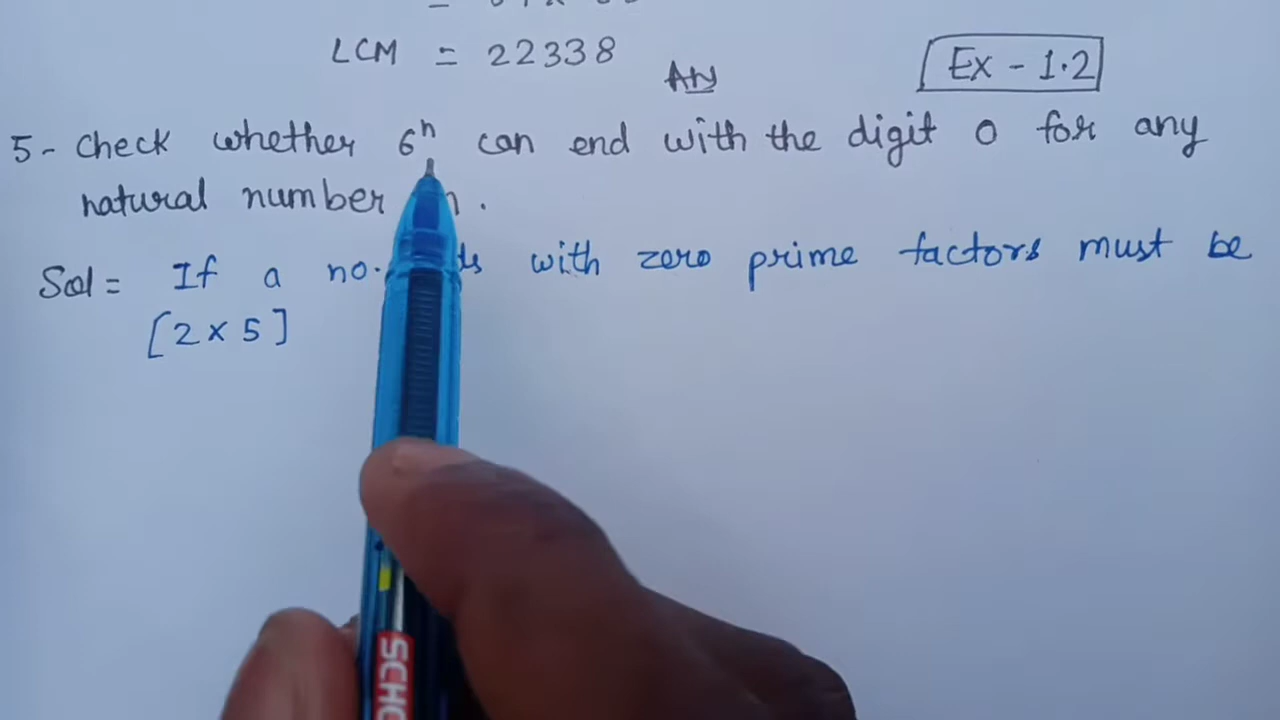 LCM = 22338
Ans
Ex - 1.2
5 - Check whether 6ⁿ can end with the digit 0 for any
natural number n.
Sol = If a no. with zero prime factors must be
[2 × 5]
SCHO